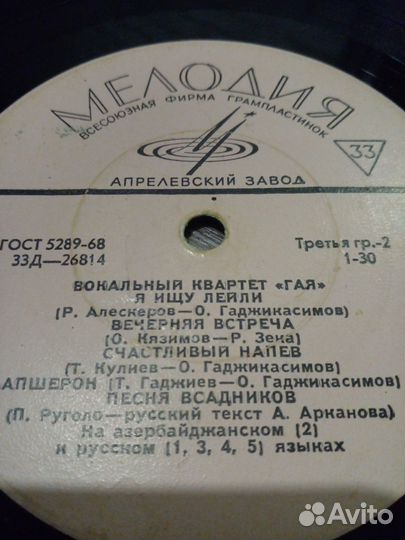 МЕЛОДИЯ
ВСЕСОЮЗНАЯ ФИРМА ГРАМПЛАСТИНОК
33
АПРЕЛЕВСКИЙ ЗАВОД
ГОСТ 5289-68
33Д—26814
Третья гр.-2
1-30
ВОКАЛЬНЫЙ КВАРТЕТ «ГАЯ»
Я ИЩУ ЛЕЙЛИ
(Р. Алескеров—О. Гаджикасимов)
ВЕЧЕРНЯЯ ВСТРЕЧА
(О. Кязимов—Р. Зека)
СЧАСТЛИВЫЙ НАПЕВ
(Т. Кулиев—О. Гаджикасимов)
АПШЕРОН (Т. Гаджиев—О. Гаджикасимов)
ПЕСНЯ ВСАДНИКОВ
(П. Руголо—русский текст А. Арканова)
На азербайджанском (2)
и русском (1, 3, 4, 5) языках
Avito